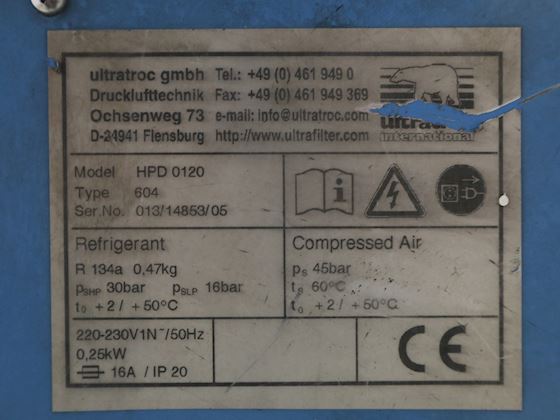 ultratroc gmbh Tel.: +49 (0) 461 949 0
Drucklufttechnik Fax: +49 (0) 461 949 369
Ochsenweg 73 e-mail: info@ultratroc.com
D-24941 Flensburg http://www.ultrafilter.com
international
Model HPD 0120
Type 604
Ser.No. 013/14853/05
Refrigerant
R 134a 0,47kg
pSHP 30bar pSLP 16bar
t0 +2/ +50°C
Compressed Air
pS 45bar
tS 60°C
t0 +2/ +50°C
220-230V1N~/50Hz
0,25kW
16A / IP 20
CE